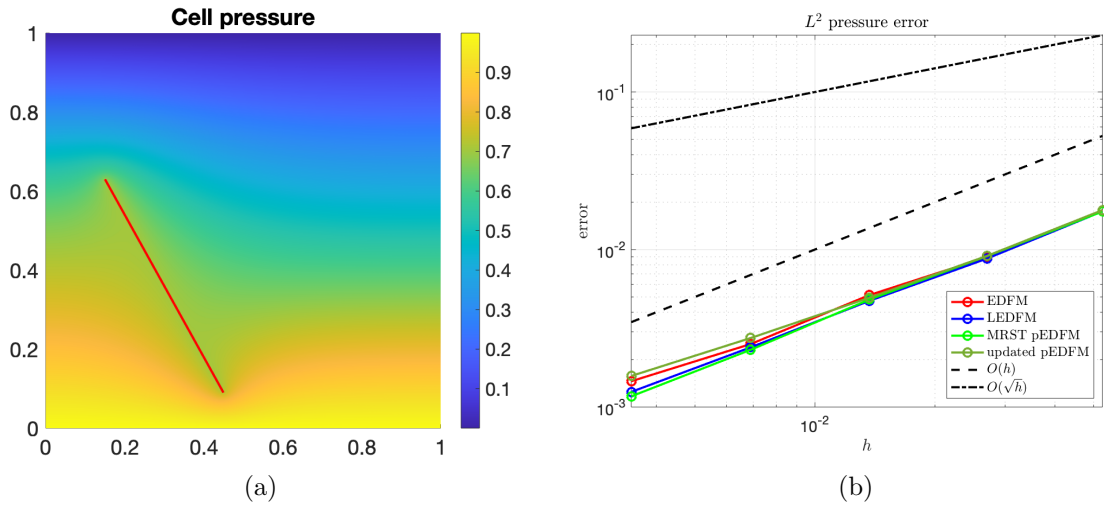 Cell pressure
1
0.8
0.6
0.4
0.2
0
0
0.2
0.4
0.6
0.8
1
0.9
0.8
0.7
0.6
0.5
0.4
0.3
0.2
0.1
(a)
L² pressure error
10⁻¹
10⁻²
10⁻³
error
10⁻²
h
EDFM
LEDFM
MRST pEDFM
updated pEDFM
O(h)
O(√h)
(b)